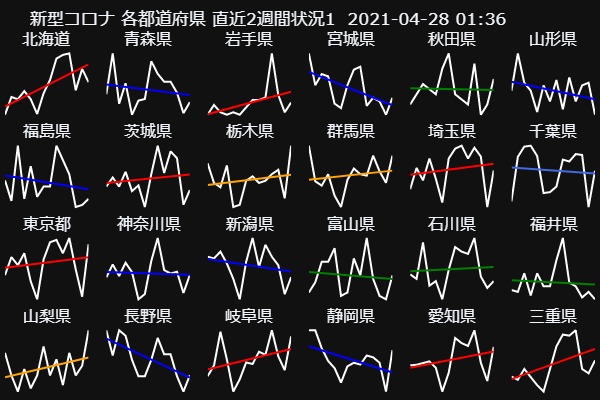 新型コロナ 各都道府県 直近2週間状況1 2021-04-28 01:36
北海道 青森県 岩手県 宮城県 秋田県 山形県
福島県 茨城県 栃木県 群馬県 埼玉県 千葉県
東京都 神奈川県 新潟県 富山県 石川県 福井県
山梨県 長野県 岐阜県 静岡県 愛知県 三重県